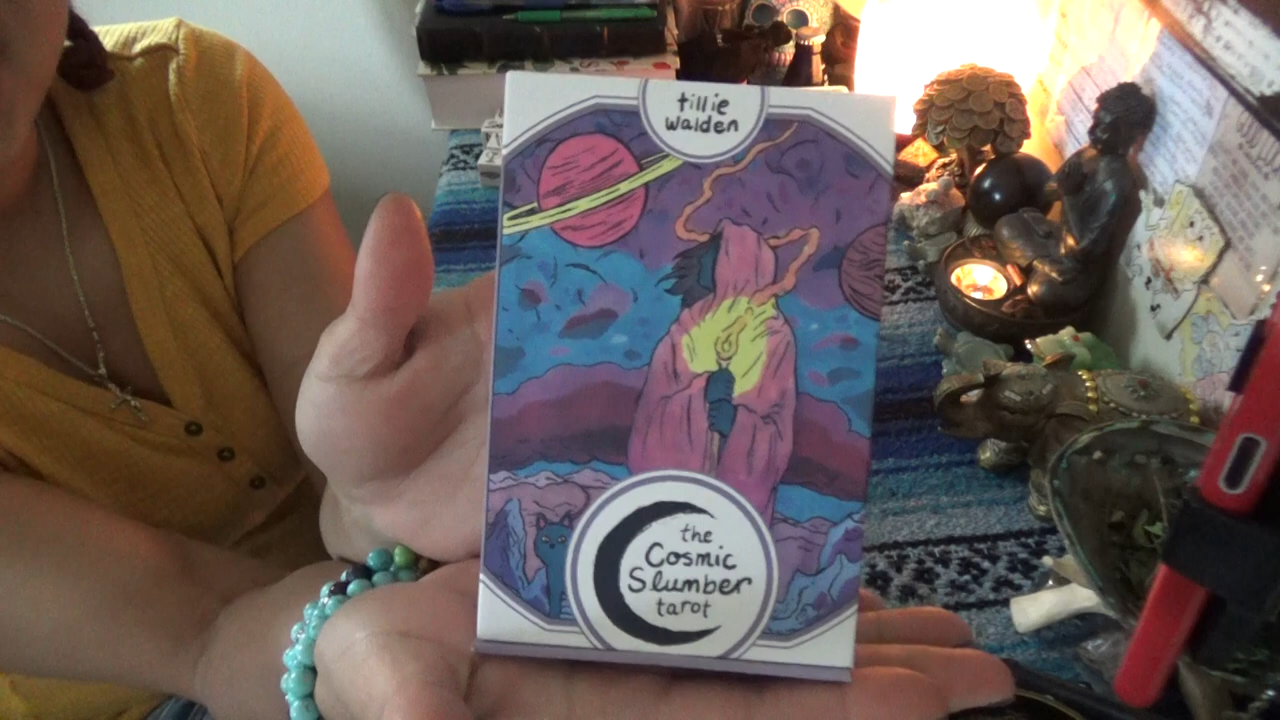 tillie
walden
the
Cosmic
Slumber
tarot